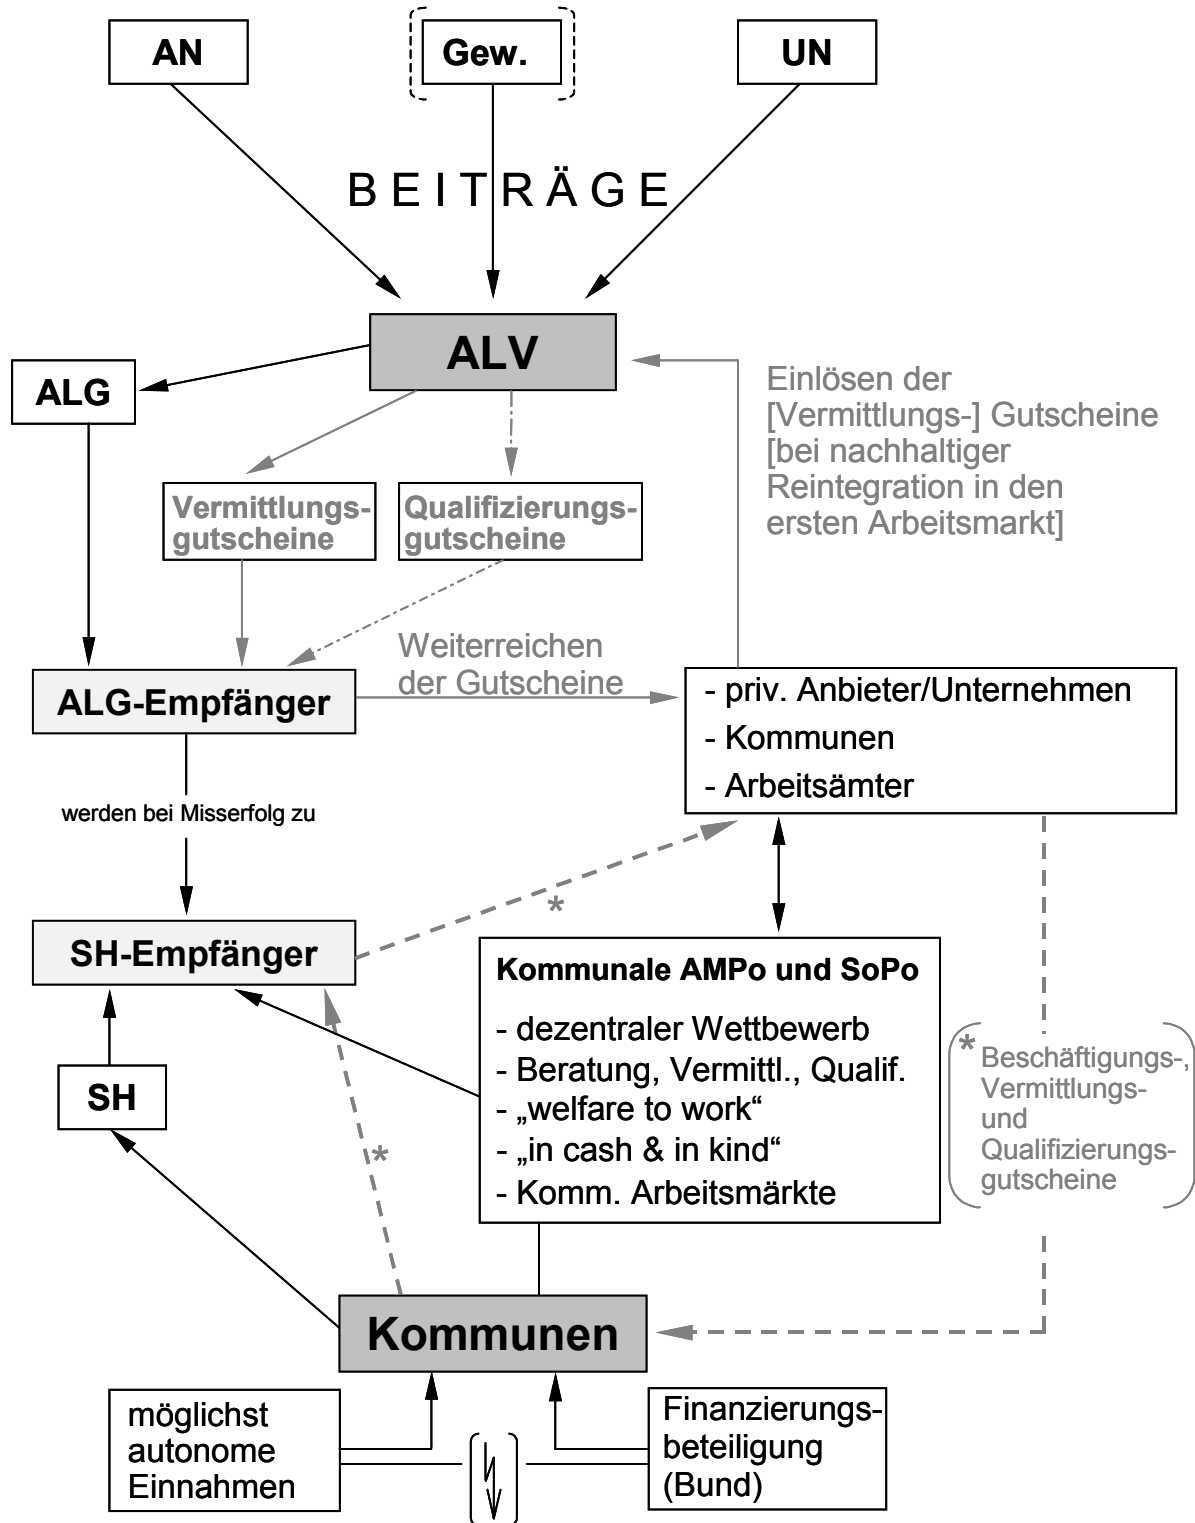 AN
Gew.
UN
BEITRÄGE
ALV
ALG
Einlösen der
[Vermittlungs-] Gutscheine
[bei nachhaltiger
Reintegration in den
ersten Arbeitsmarkt]
Vermittlungs-
gutscheine
Qualifizierungs-
gutscheine
Weiterreichen
der Gutscheine
ALG-Empfänger
- priv. Anbieter/Unternehmen
- Kommunen
- Arbeitsämter
werden bei Misserfolg zu
*
SH-Empfänger
Kommunale AMPo und SoPo
- dezentraler Wettbewerb
- Beratung, Vermittl., Qualif.
- „welfare to work“
- „in cash & in kind“
- Komm. Arbeitsmärkte
* Beschäftigungs-,
Vermittlungs-
und
Qualifizierungs-
gutscheine
SH
*
Kommunen
möglichst
autonome
Einnahmen
Finanzierungs-
beteiligung
(Bund)